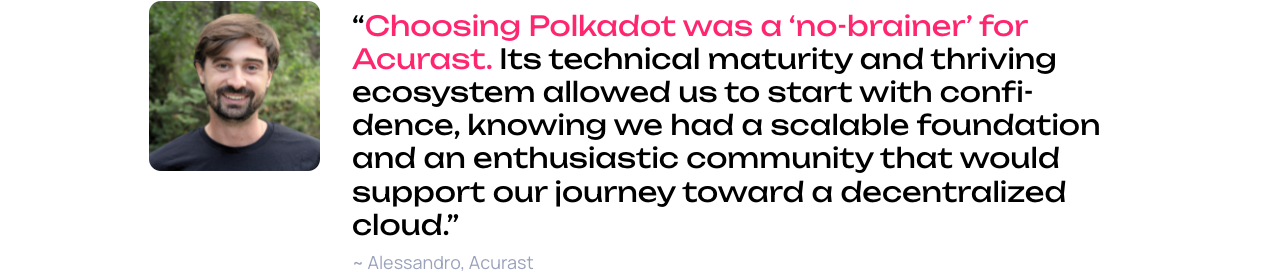 “Choosing Polkadot was a ‘no-brainer’ for
Acurast. Its technical maturity and thriving
ecosystem allowed us to start with confi-
dence, knowing we had a scalable foundation
and an enthusiastic community that would
support our journey toward a decentralized
cloud.”
~ Alessandro, Acurast